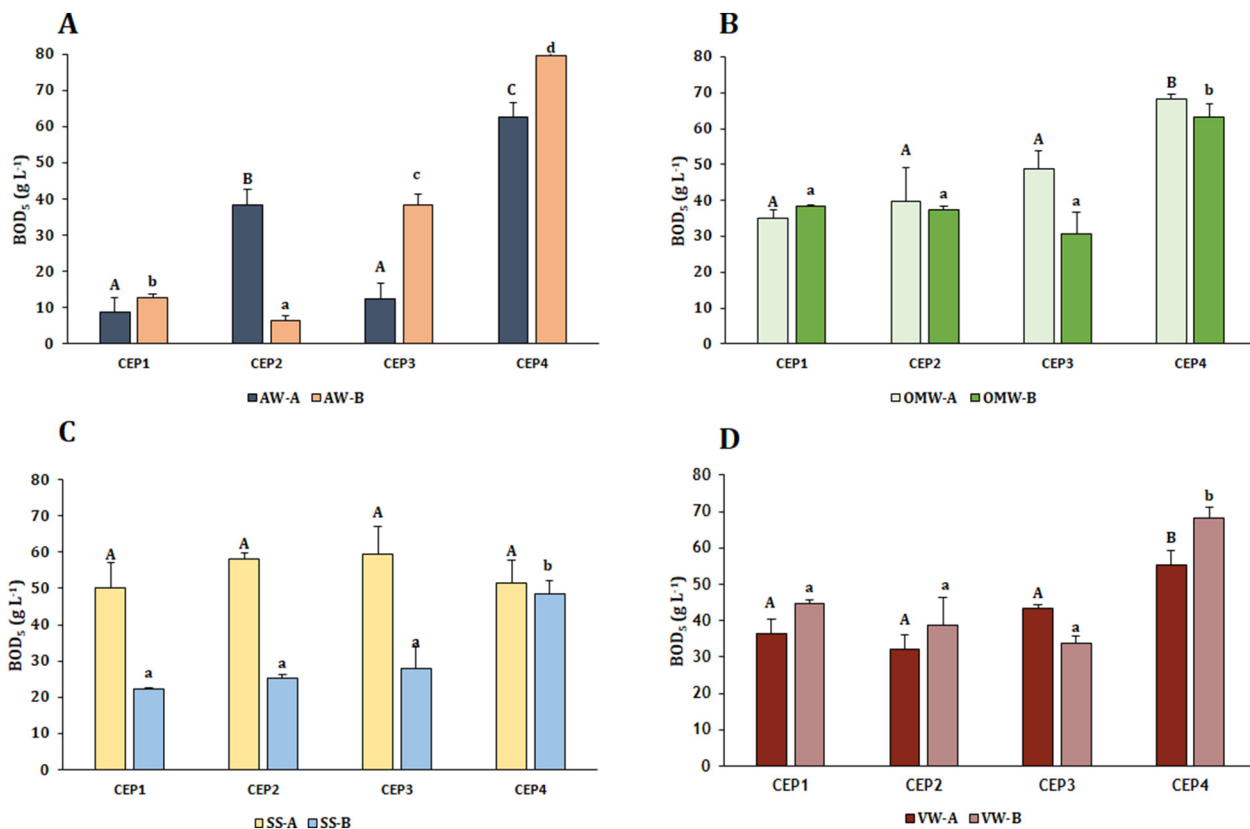 A
BOD₅ (g L⁻¹)
80
70
60
50
40
30
20
10
0
A
b
B
a
A
c
C
d
CEP1 CEP2 CEP3 CEP4
AW-A AW-B
B
BOD₅ (g L⁻¹)
80
70
60
50
40
30
20
10
0
A
a
A
a
A
a
B
b
CEP1 CEP2 CEP3 CEP4
OMW-A OMW-B
C
BOD₅ (g L⁻¹)
80
70
60
50
40
30
20
10
0
A
a
A
a
A
a
A
b
CEP1 CEP2 CEP3 CEP4
SS-A SS-B
D
BOD₅ (g L⁻¹)
80
70
60
50
40
30
20
10
0
A
a
A
a
A
a
B
b
CEP1 CEP2 CEP3 CEP4
VW-A VW-B